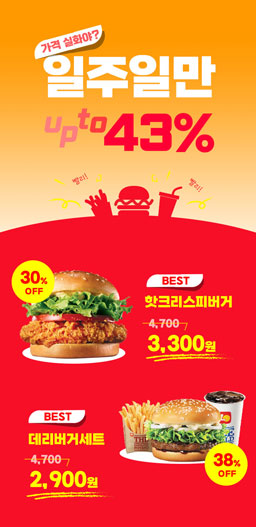 가격 실화야?
일주일만
up to 43%
빨리!
빨리!
30%
OFF
BEST
핫크리스피버거
4,700
3,300원
BEST
데리버거세트
4,700
2,900원
38%
OFF